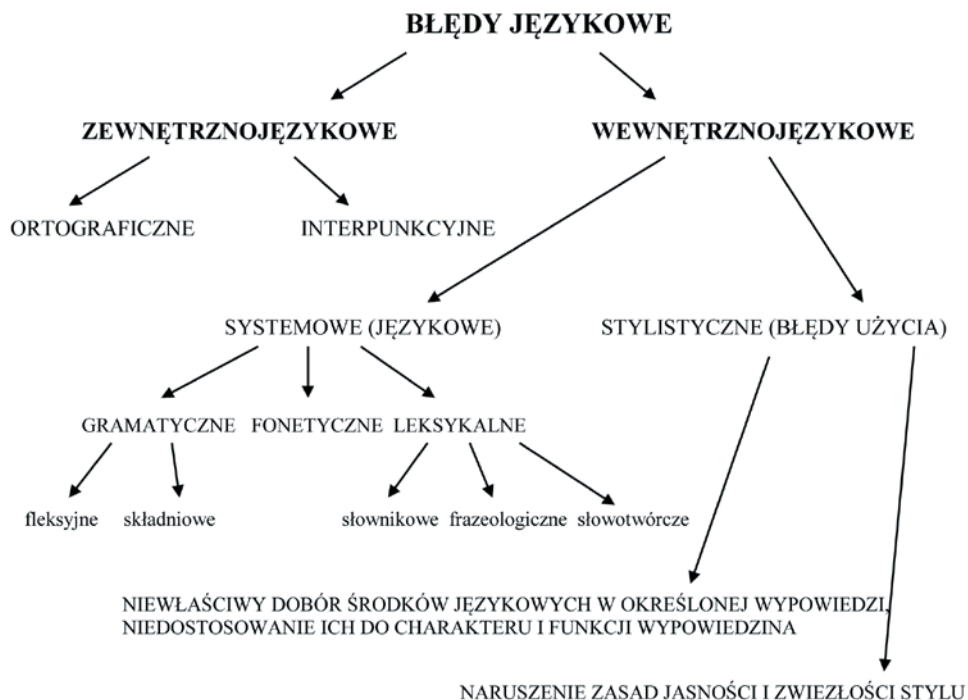 BŁĘDY JĘZYKOWE
ZEWNĘTRZNOJĘZYKOWE WEWNĘTRZNOJĘZYKOWE
ORTOGRAFICZNE INTERPUNKCYJNE
SYSTEMOWE (JĘZYKOWE) STYLISTYCZNE (BŁĘDY UŻYCIA)
GRAMATYCZNE FONETYCZNE LEKSYKALNE
fleksyjne składniowe słownikowe frazeologiczne słowotwórcze
NIEWŁAŚCIWY DOBÓR ŚRODKÓW JĘZYKOWYCH W OKREŚLONEJ WYPOWIEDZI,
NIEDOSTOSOWANIE ICH DO CHARAKTERU I FUNKCJI WYPOWIEDZINA
NARUSZENIE ZASAD JASNOŚCI I ZWIĘZŁOŚCI STYLU